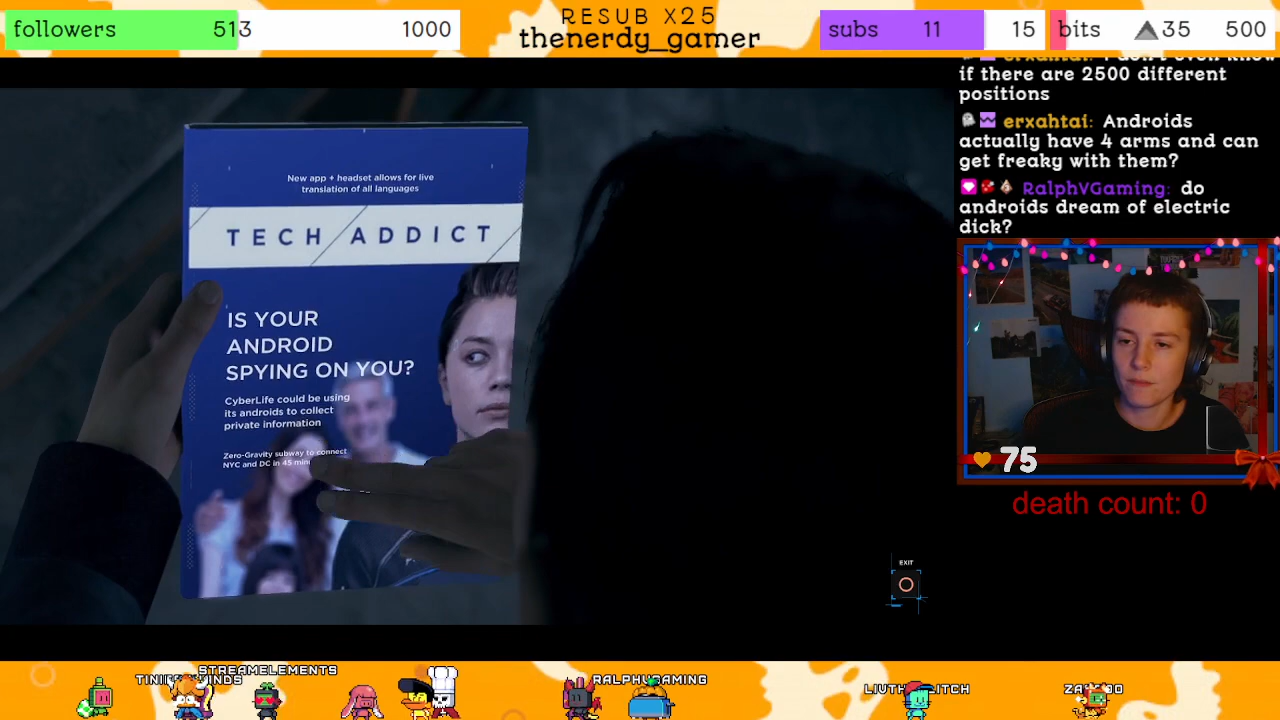 followers 513 1000
RESUB X25
thenerdy_gamer
subs 11 15
bits 35 500
if there are 2500 different
positions
erxahtai: Androids
actually have 4 arms and can
get freaky with them?
RalphVGaming: do
androids dream of electric
dick?
New app + headset allows for live
translation of all languages
TECH ADDICT
IS YOUR
ANDROID
SPYING ON YOU?
CyberLife could be using
its androids to collect
private information
Zero-Gravity subway to connect
NYC and DC in 45 min
75
death count: 0
EXIT
STREAMELEMENTS
RALPHVGAMING